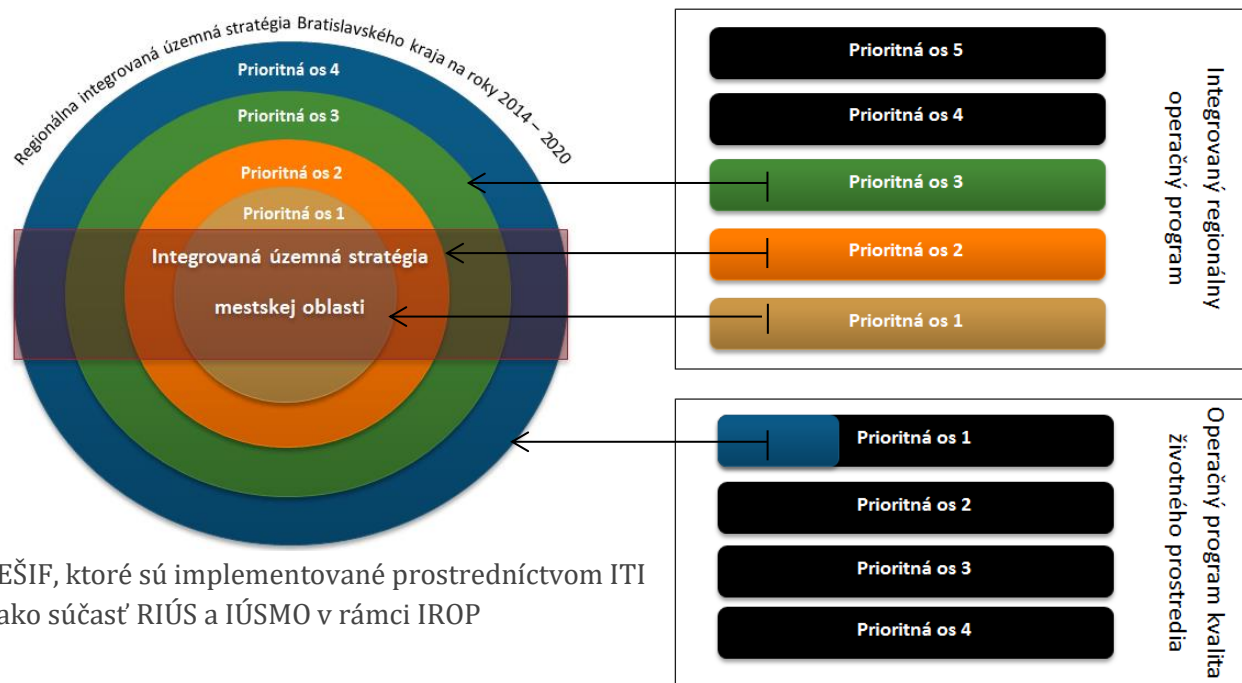 Regionálna integrovaná územná stratégia Bratislavského kraja na roky 2014 – 2020
Prioritná os 4
Prioritná os 3
Prioritná os 2
Prioritná os 1
Integrovaná územná stratégia
mestskej oblasti
Prioritná os 5
Prioritná os 4
Prioritná os 3
Prioritná os 2
Prioritná os 1
Integrovaný regionálny
operačný program
Prioritná os 1
Prioritná os 2
Prioritná os 3
Prioritná os 4
Operačný program kvalita
životného prostredia
EŠIF, ktoré sú implementované prostredníctvom ITI
ako súčasť RIÚS a IÚSMO v rámci IROP